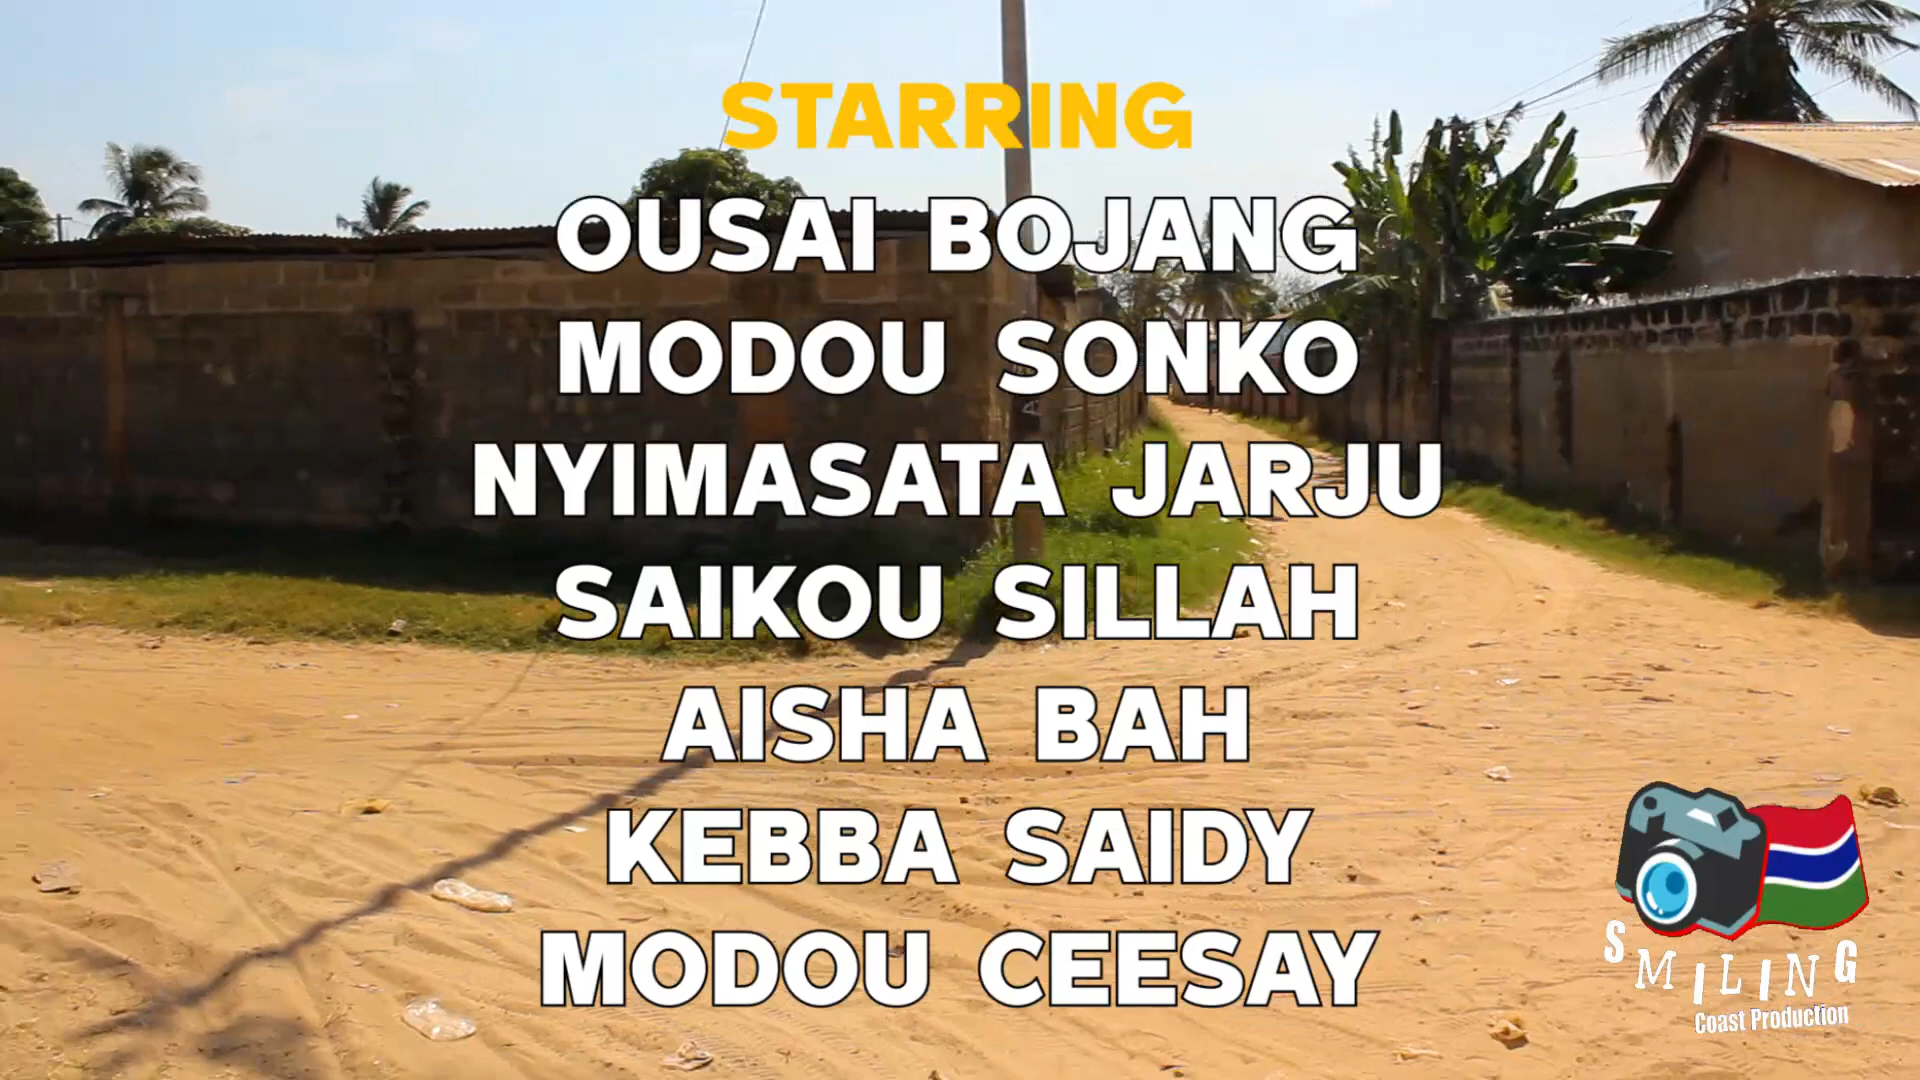 STARRING
OUSAI BOJANG
MODOU SONKO
NYIMASATA JARJU
SAIKOU SILLAH
AISHA BAH
KEBBA SAIDY
MODOU CEESAY
SMILING
Coast Production